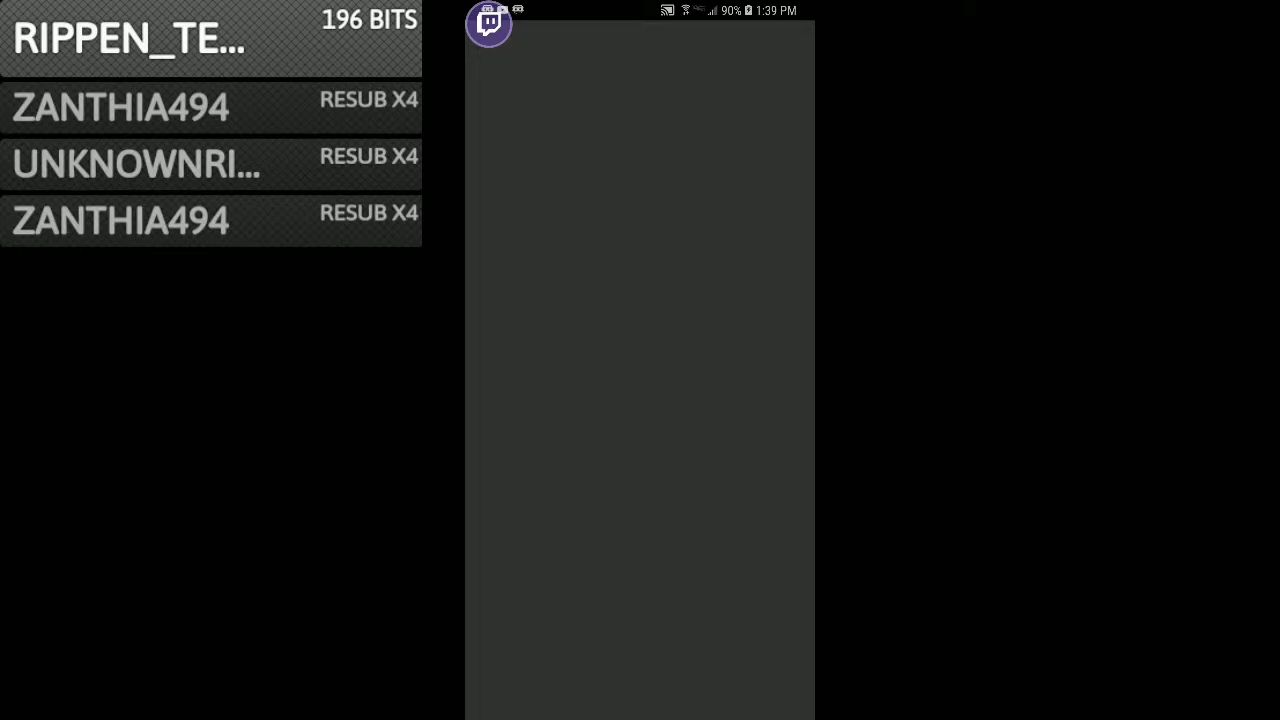 RIPPEN_TE... 196 BITS
ZANTHIA494 RESUB X4
UNKNOWNRI... RESUB X4
ZANTHIA494 RESUB X4
90% 1:39 PM